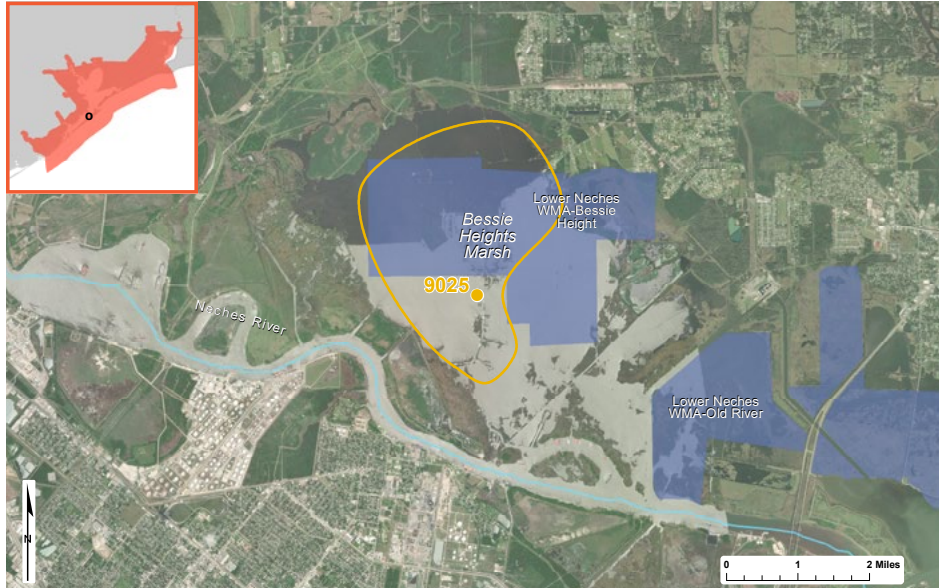 Bessie
Heights
Marsh
Lower Neches
WMA-Bessie
Height
9025
Neches River
Lower Neches
WMA-Old River
N
0 1 2 Miles